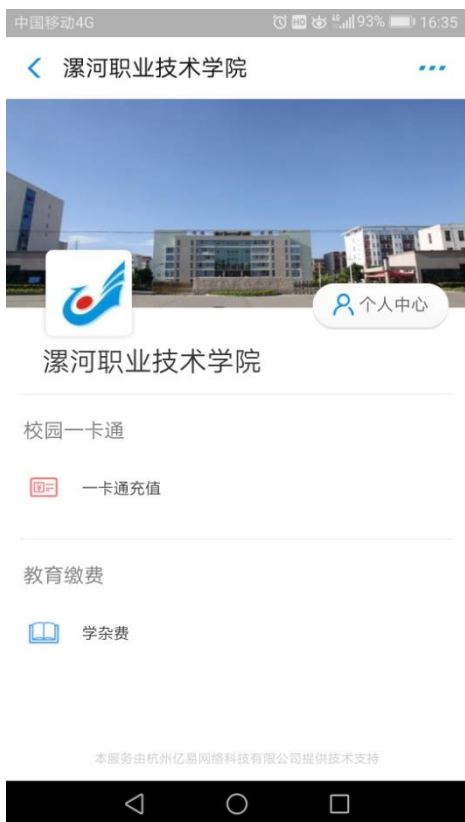 中国移动4G HD 46 93% 16:35
漯河职业技术学院
个人中心
漯河职业技术学院
校园一卡通
一卡通充值
教育缴费
学杂费
本服务由杭州亿易网络科技有限公司提供技术支持